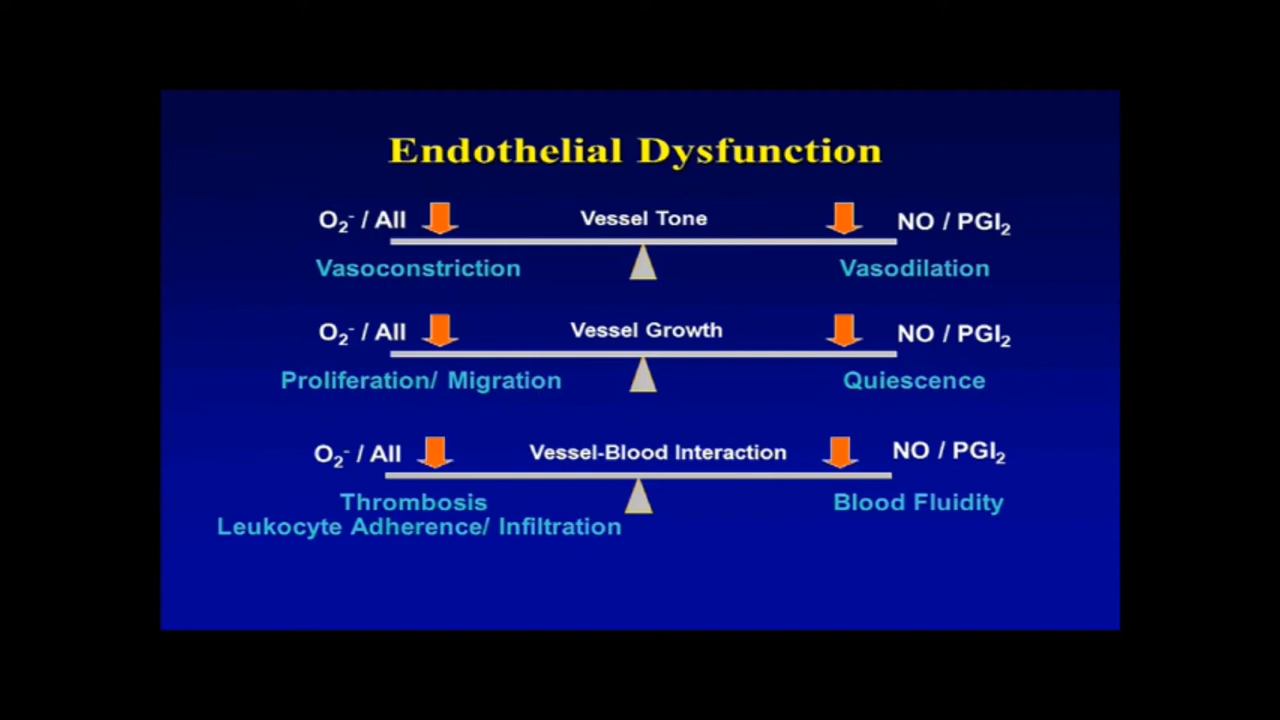 Endothelial Dysfunction
O₂⁻ / AII Vessel Tone NO / PGI₂
Vasoconstriction Vasodilation
O₂⁻ / AII Vessel Growth NO / PGI₂
Proliferation/ Migration Quiescence
O₂⁻ / AII Vessel-Blood Interaction NO / PGI₂
Thrombosis Blood Fluidity
Leukocyte Adherence/ Infiltration